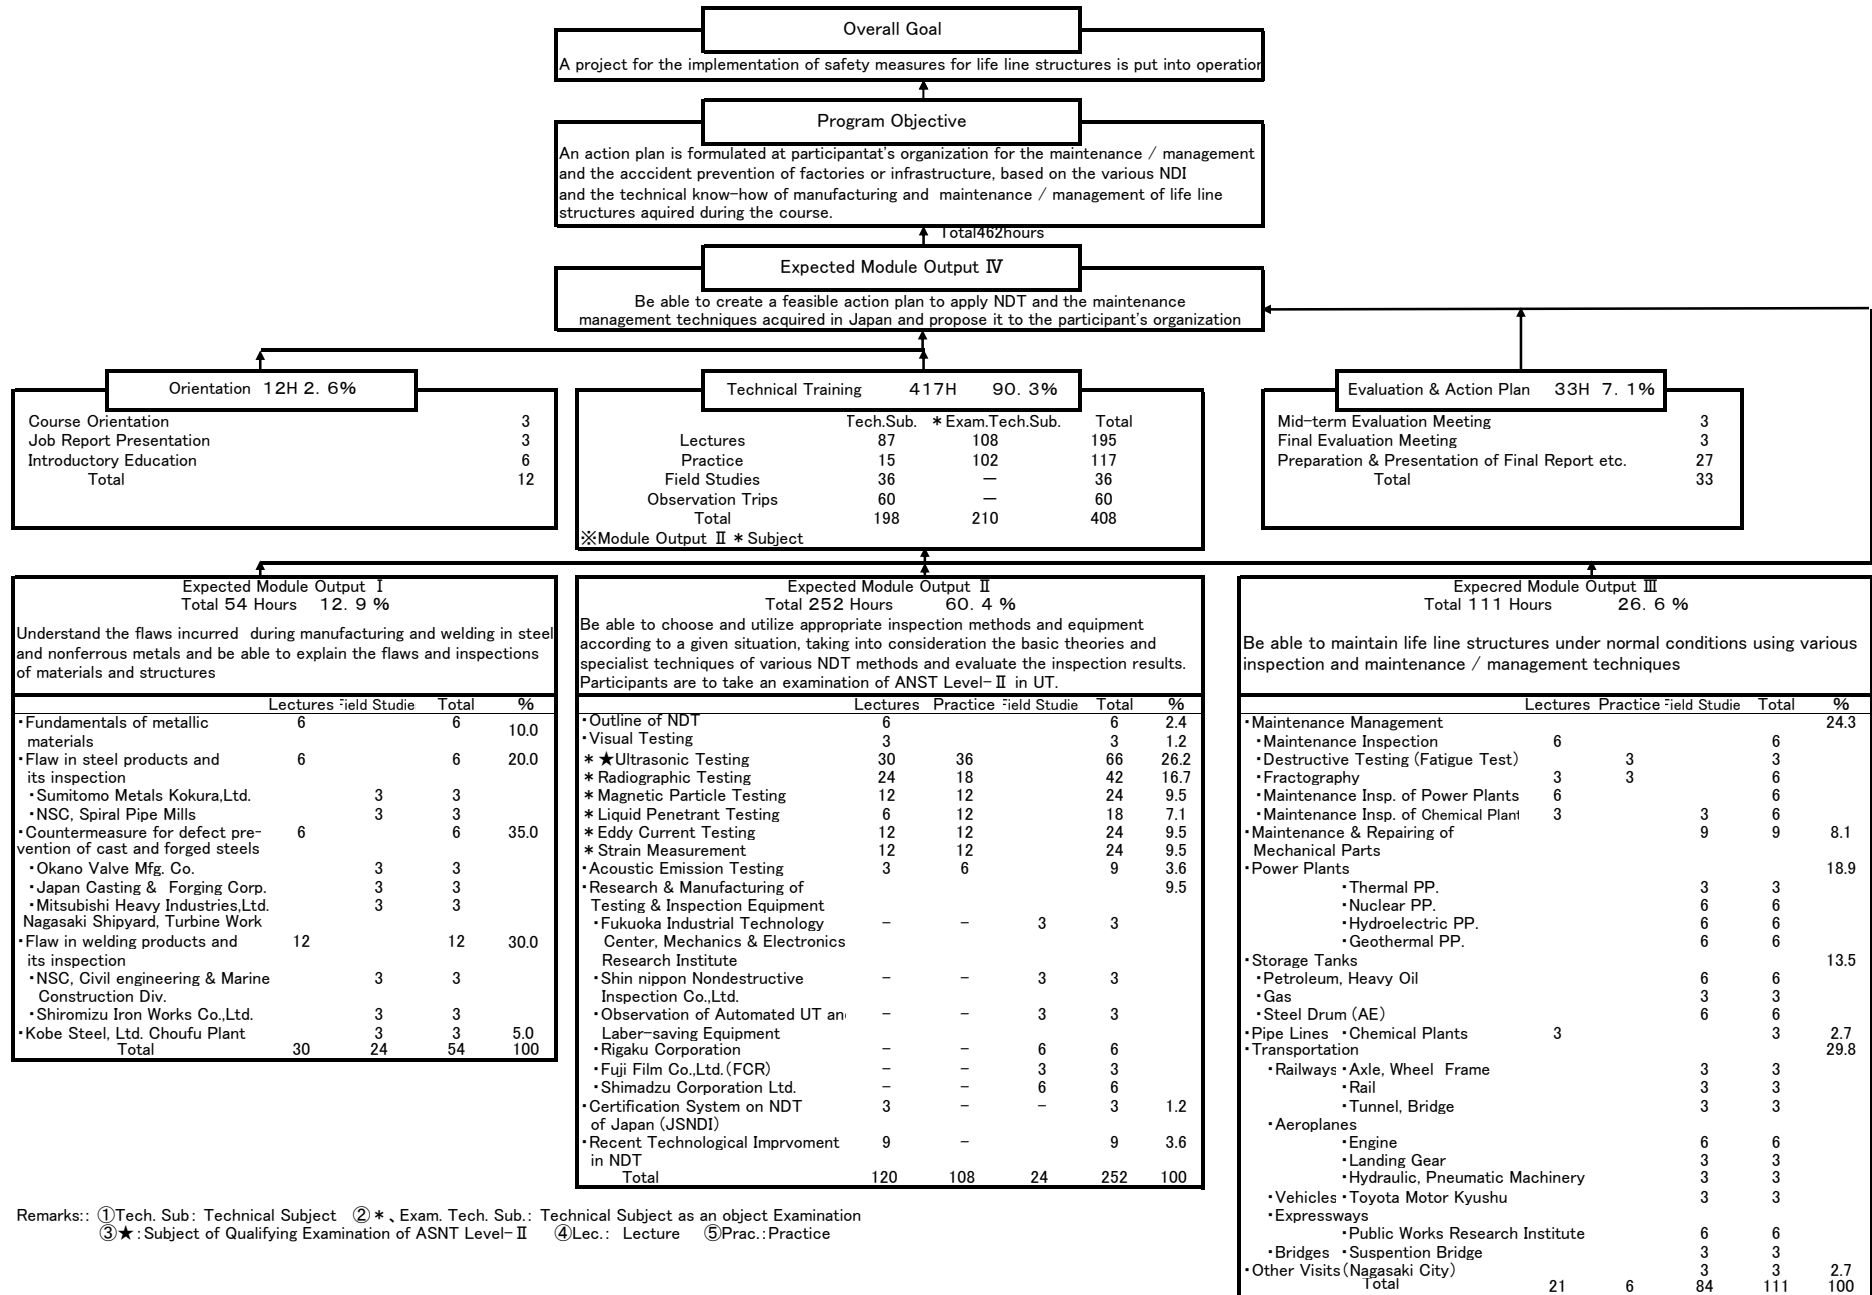 Overall Goal
A project for the implementation of safety measures for life line structures is put into operation
Program Objective
An action plan is formulated at participantat's organization for the maintenance / management
and the acccident prevention of factories or infrastructure, based on the various NDI
and the technical know-how of manufacturing and maintenance / management of life line
structures aquired during the course.
Total462hours
Expected Module Output Ⅳ
Be able to create a feasible action plan to apply NDT and the maintenance
management techniques acquired in Japan and propose it to the participant's organization
Orientation 12H 2.6%
Course Orientation 3
Job Report Presentation 3
Introductory Education 6
Total 12
Technical Training 417H 90.3%
Tech.Sub. *Exam.Tech.Sub. Total
Lectures 87 108 195
Practice 15 102 117
Field Studies 36 — 36
Observation Trips 60 — 60
Total 198 210 408
※Module Output Ⅱ *Subject
Evaluation & Action Plan 33H 7.1%
Mid-term Evaluation Meeting 3
Final Evaluation Meeting 3
Preparation & Presentation of Final Report etc. 27
Total 33
Expected Module Output Ⅰ
Total 54 Hours 12.9%
Understand the flaws incurred during manufacturing and welding in steel
and nonferrous metals and be able to explain the flaws and inspections
of materials and structures
Lectures Field Studie Total %
・Fundamentals of metallic 6 6 10.0
materials
・Flaw in steel products and 6 6 20.0
its inspection
・Sumitomo Metals Kokura,Ltd. 3 3
・NSC, Spiral Pipe Mills 3 3
・Countermeasure for defect pre- 6 6 35.0
vention of cast and forged steels
・Okano Valve Mfg. Co. 3 3
・Japan Casting & Forging Corp. 3 3
・Mitsubishi Heavy Industries,Ltd. 3 3
Nagasaki Shipyard, Turbine Work
・Flaw in welding products and 12 12 30.0
its inspection
・NSC, Civil engineering & Marine 3 3
Construction Div.
・Shiromizu Iron Works Co.,Ltd. 3 3
・Kobe Steel, Ltd. Choufu Plant 3 3 5.0
Total 30 24 54 100
Expected Module Output Ⅱ
Total 252 Hours 60.4%
Be able to choose and utilize appropriate inspection methods and equipment
according to a given situation, taking into consideration the basic theories and
specialist techniques of various NDT methods and evaluate the inspection results.
Participants are to take an examination of ANST Level-Ⅱ in UT.
Lectures Practice Field Studie Total %
・Outline of NDT 6 6 2.4
・Visual Testing 3 3 1.2
*★Ultrasonic Testing 30 36 66 26.2
*Radiographic Testing 24 18 42 16.7
*Magnetic Particle Testing 12 12 24 9.5
*Liquid Penetrant Testing 6 12 18 7.1
*Eddy Current Testing 12 12 24 9.5
*Strain Measurement 12 12 24 9.5
・Acoustic Emission Testing 3 6 9 3.6
・Research & Manufacturing of 9.5
Testing & Inspection Equipment
・Fukuoka Industrial Technology - - 3 3
Center, Mechanics & Electronics
Research Institute
・Shin nippon Nondestructive - - 3 3
Inspection Co.,Ltd.
・Observation of Automated UT an - - 3 3
Laber-saving Equipment
・Rigaku Corporation - - 6 6
・Fuji Film Co.,Ltd.(FCR) - - 3 3
・Shimadzu Corporation Ltd. - - 6 6
・Certification System on NDT 3 - - 3 1.2
of Japan (JSNDI)
・Recent Technological Imprvoment 9 - 9 3.6
in NDT
Total 120 108 24 252 100
Expecred Module Output Ⅲ
Total 111 Hours 26.6%
Be able to maintain life line structures under normal conditions using various
inspection and maintenance / management techniques
Lectures Practice Field Studie Total %
・Maintenance Management 24.3
・Maintenance Inspection 6 6
・Destructive Testing (Fatigue Test) 3 3
・Fractography 3 3 6
・Maintenance Insp. of Power Plants 6 6
・Maintenance Insp. of Chemical Plant 3 3 6
・Maintenance & Repairing of 9 9 8.1
Mechanical Parts
・Power Plants 18.9
・Thermal PP. 3 3
・Nuclear PP. 6 6
・Hydroelectric PP. 6 6
・Geothermal PP. 6 6
・Storage Tanks 13.5
・Petroleum, Heavy Oil 6 6
・Gas 3 3
・Steel Drum (AE) 6 6
・Pipe Lines ・Chemical Plants 3 3 2.7
・Transportation 29.8
・Railways ・Axle, Wheel Frame 3 3
・Rail 3 3
・Tunnel, Bridge 3 3
・Aeroplanes
・Engine 6 6
・Landing Gear 3 3
・Hydraulic, Pneumatic Machinery 3 3
・Vehicles ・Toyota Motor Kyushu 3 3
・Expressways
・Public Works Research Institute 6 6
・Bridges ・Suspention Bridge 3 3
・Other Visits(Nagasaki City) 3 3 2.7
Total 21 6 84 111 100
Remarks:: ①Tech. Sub: Technical Subject ②*、Exam. Tech. Sub.: Technical Subject as an object Examination
③★:Subject of Qualifying Examination of ASNT Level-Ⅱ ④Lec.: Lecture ⑤Prac.:Practice